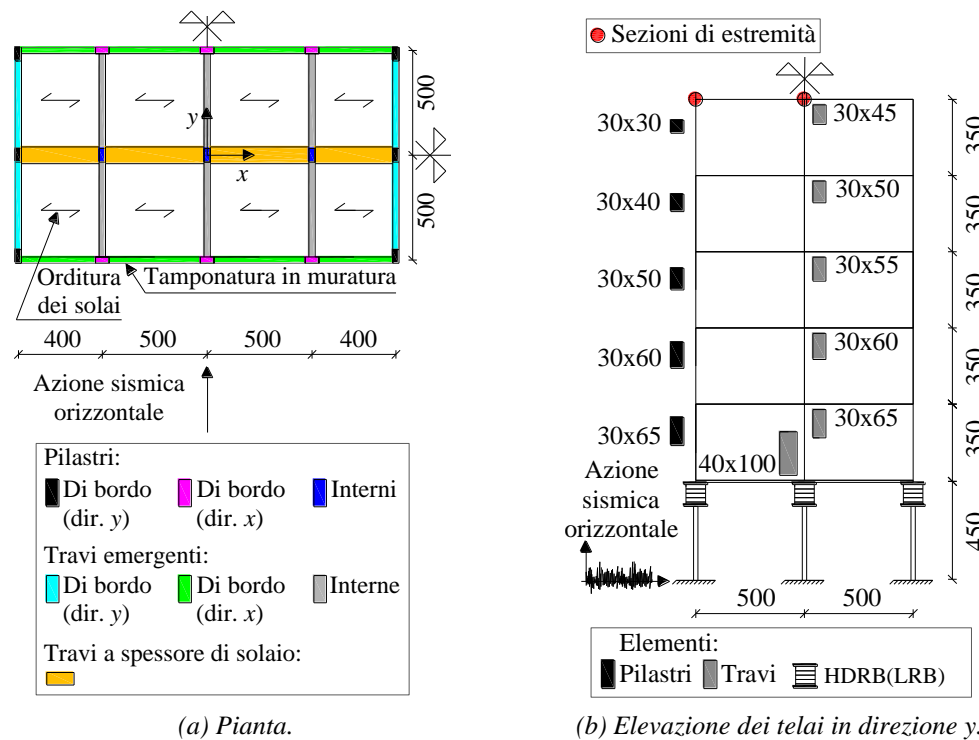 y
x
500
500
Orditura
dei solai
Tamponatura in muratura
400
500
500
400
Azione sismica
orizzontale
Pilastri:
Di bordo
(dir. y)
Di bordo
(dir. x)
Interni
Travi emergenti:
Di bordo
(dir. y)
Di bordo
(dir. x)
Interne
Travi a spessore di solaio:
(a) Pianta.
Sezioni di estremità
30x30
30x45
350
30x40
30x50
350
30x50
30x55
350
30x60
30x60
350
30x65
30x65
350
40x100
Azione
sismica
orizzontale
450
500
500
Elementi:
Pilastri
Travi
HDRB(LRB)
(b) Elevazione dei telai in direzione y.